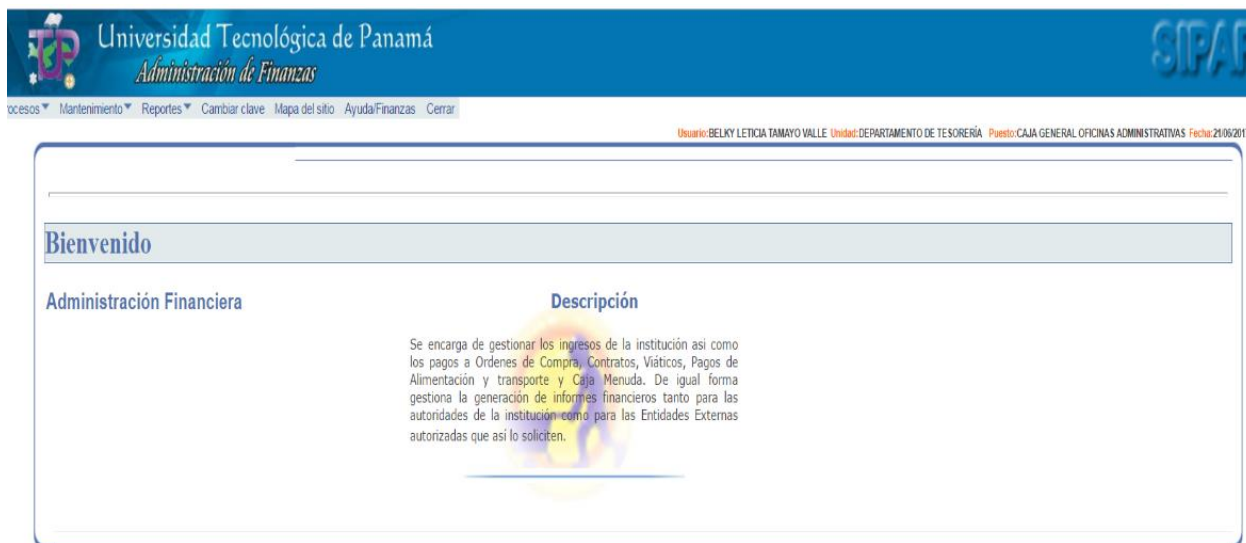 Universidad Tecnológica de Panamá
Administración de Finanzas
SIPAF
ocesos Mantenimiento Reportes Cambiar clave Mapa del sitio Ayuda/Finanzas Cerrar
Usuario:BELKY LETICIA TAMAYO VALLE Unidad:DEPARTAMENTO DE TESORERÍA Puesto:CAJA GENERAL OFICINAS ADMINISTRATIVAS Fecha:21/06/201
Bienvenido
Administración Financiera
Descripción
Se encarga de gestionar los ingresos de la institución asi como
los pagos a Ordenes de Compra, Contratos, Viáticos, Pagos de
Alimentación y transporte y Caja Menuda. De igual forma
gestiona la generación de informes financieros tanto para las
autoridades de la institución como para las Entidades Externas
autorizadas que así lo soliciten.